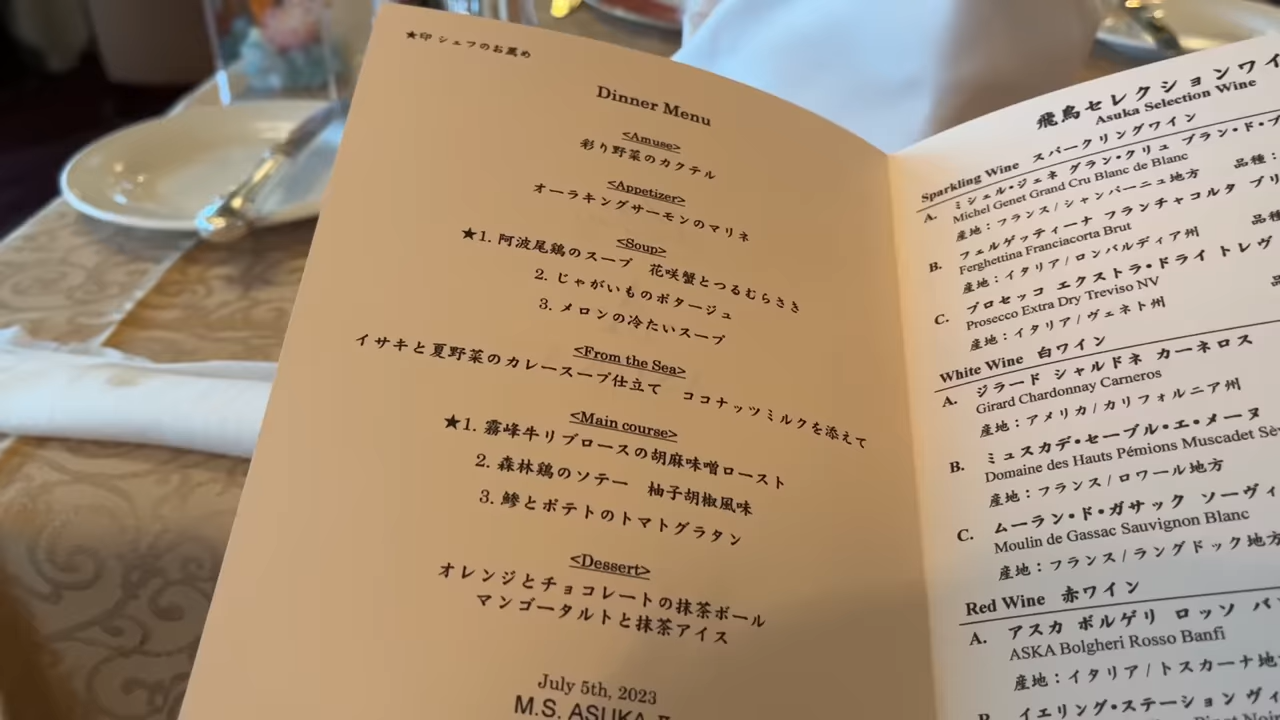 ★印 シェフのお薦め
Dinner Menu
<Amuse>
彩り野菜のカクテル
<Appetizer>
オーラキングサーモンのマリネ
<Soup>
★1. 阿波尾鶏のスープ 花咲蟹とつるむらさき
2. じゃがいものポタージュ
3. メロンの冷たいスープ
<From the Sea>
イサキと夏野菜のカレースープ仕立て ココナッツミルクを添えて
<Main course>
★1. 霧峰牛リブロースの胡麻味噌ロースト
2. 森林鶏のソテー 柚子胡椒風味
3. 鯵とポテトのトマトグラタン
<Dessert>
オレンジとチョコレートの抹茶ボール
マンゴータルトと抹茶アイス
July 5th, 2023
M.S. ASUKA II
飛鳥セレクションワイ
Asuka Selection Wine
Sparkling Wine スパークリングワイン
A. ミシェル・ジェネ グラン・クリュ ブラン・ド・ブ
Michel Genet Grand Cru Blanc de Blanc
産地：フランス/シャンパーニュ地方 品種：
B. フェルゲッティーナ フランチャコルタ ブリ
Ferghettina Franciacorta Brut
産地：イタリア/ロンバルディア州 品種
C. プロセッコ エクストラ・ドライ トレヴ
Prosecco Extra Dry Treviso NV
産地：イタリア/ヴェネト州 品
White Wine 白ワイン
A. ジラード シャルドネ カーネロス
Girard Chardonnay Carneros
産地：アメリカ/カリフォルニア州
B. ミュスカデ・セーブル・エ・メーヌ
Domaine des Hauts Pémions Muscadet Sèv
産地：フランス/ロワール地方
C. ムーラン・ド・ガサック ソーヴィ
Moulin de Gassac Sauvignon Blanc
産地：フランス/ラングドック地方
Red Wine 赤ワイン
A. アスカ ボルゲリ ロッソ バン
ASKA Bolgheri Rosso Banfi
産地：イタリア/トスカーナ地
B. イエリング・ステーション ヴィ